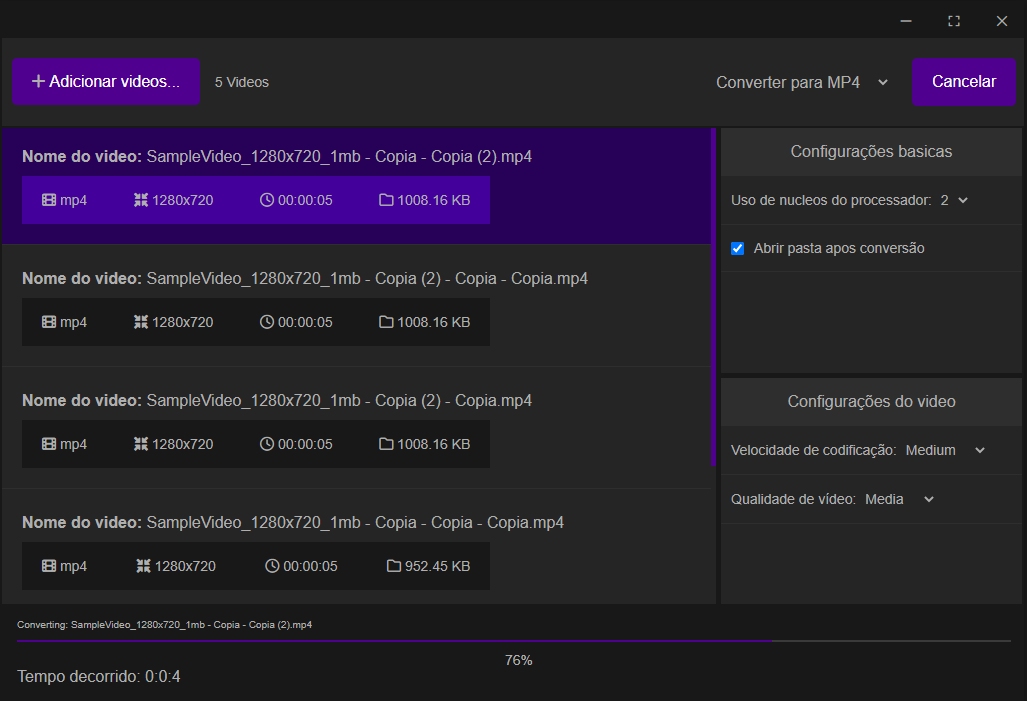 Adicionar videos... 5 Videos Converter para MP4 Cancelar
Nome do video: SampleVideo_1280x720_1mb - Copia - Copia (2).mp4
mp4 1280x720 00:00:05 1008.16 KB
Nome do video: SampleVideo_1280x720_1mb - Copia (2) - Copia - Copia.mp4
mp4 1280x720 00:00:05 1008.16 KB
Nome do video: SampleVideo_1280x720_1mb - Copia (2) - Copia.mp4
mp4 1280x720 00:00:05 1008.16 KB
Nome do video: SampleVideo_1280x720_1mb - Copia - Copia - Copia.mp4
mp4 1280x720 00:00:05 952.45 KB
Configurações basicas
Uso de nucleos do processador: 2
Abrir pasta apos conversão
Configurações do video
Velocidade de codificação: Medium
Qualidade de vídeo: Media
Converting: SampleVideo_1280x720_1mb - Copia - Copia (2).mp4
76%
Tempo decorrido: 0:0:4